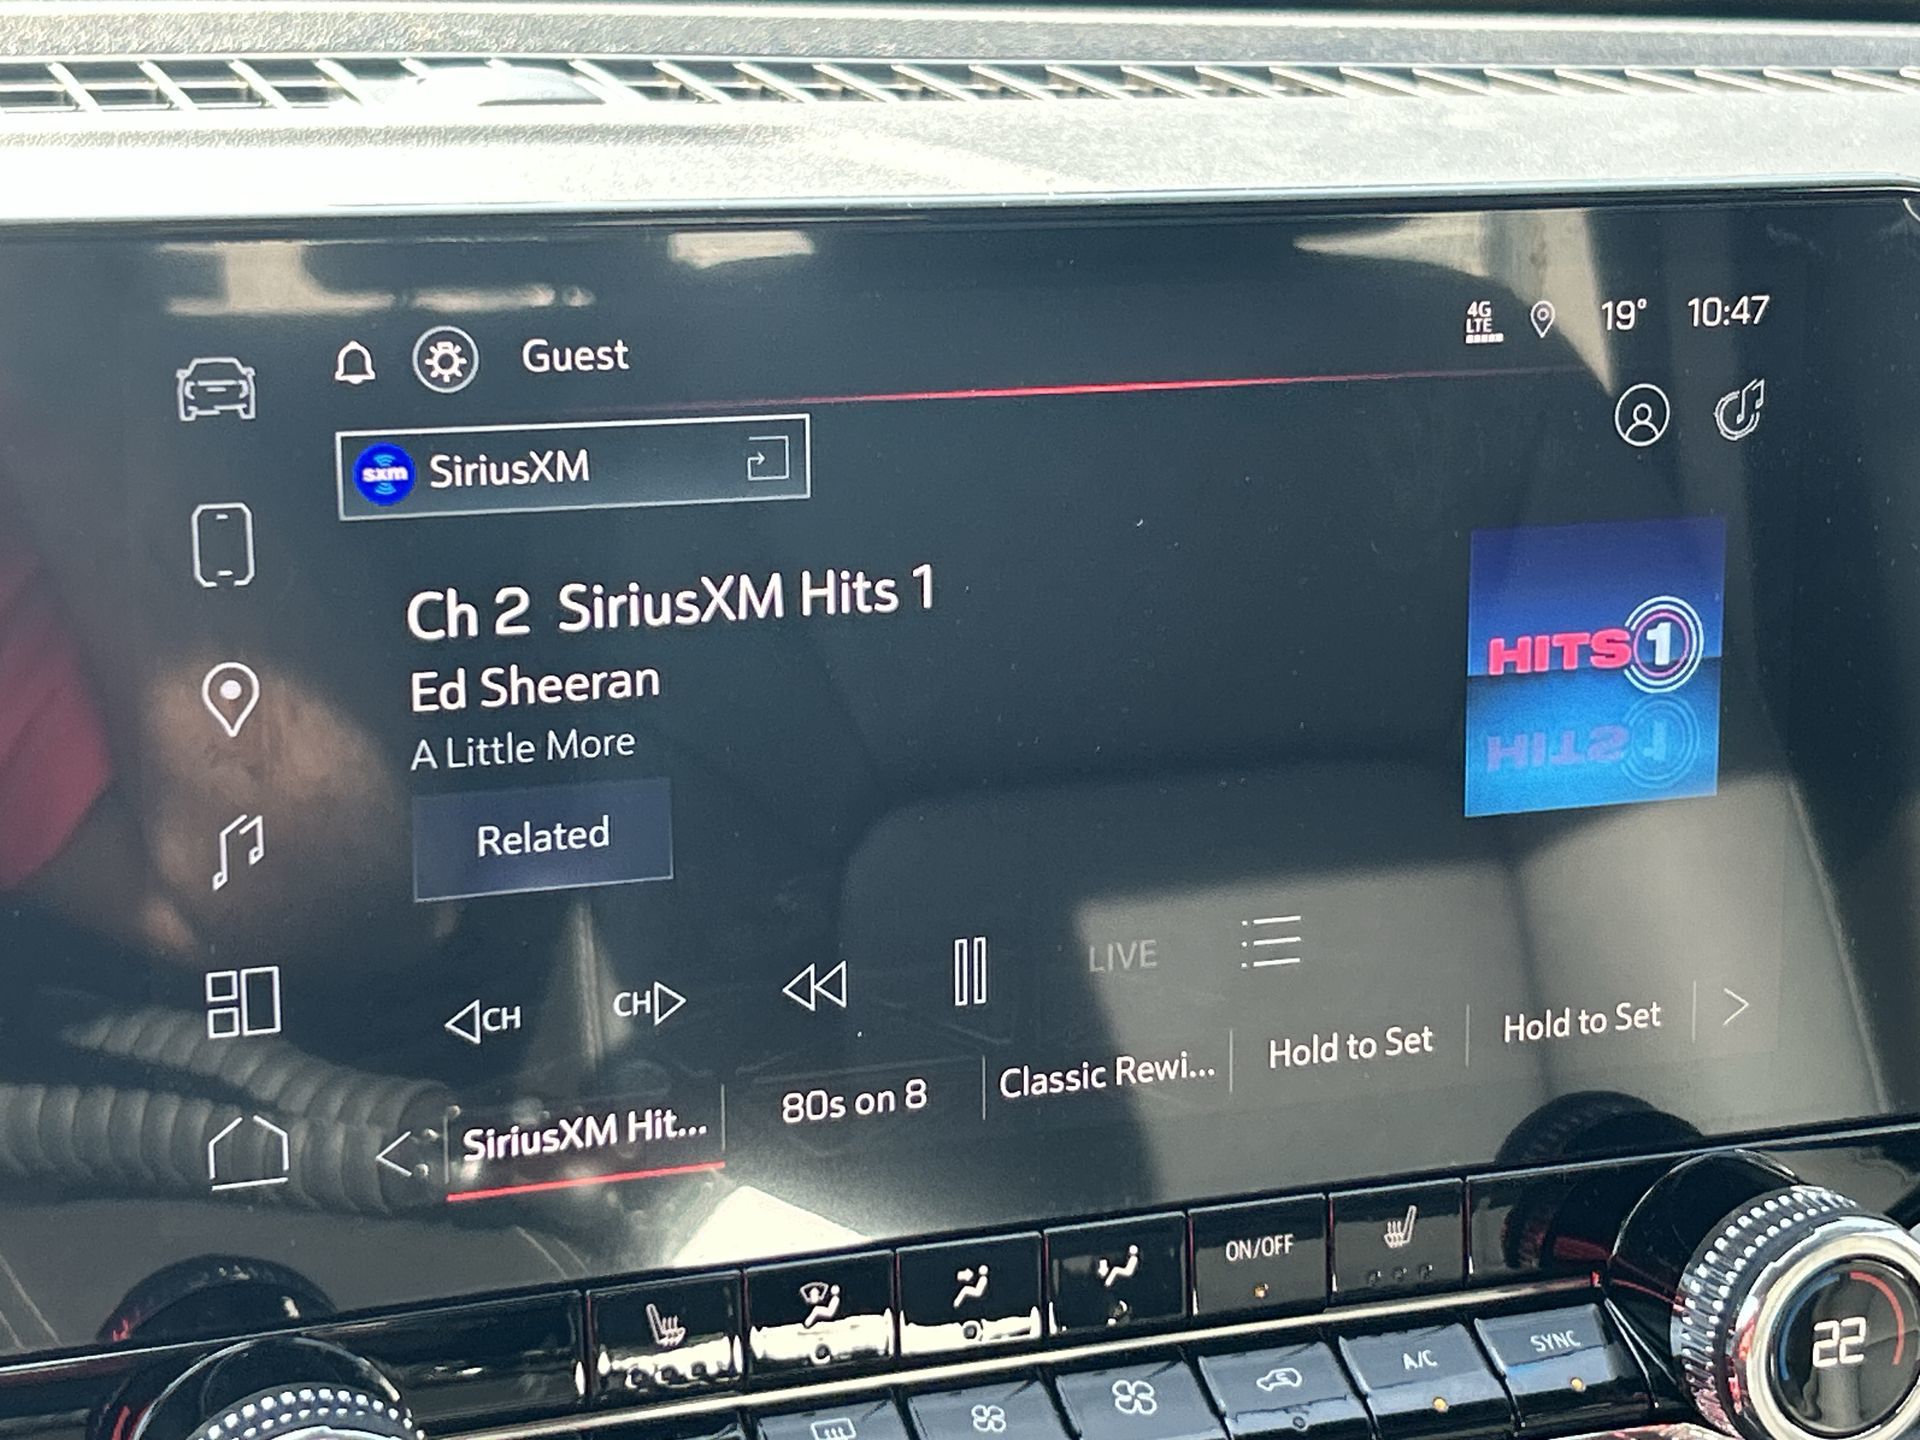 4G
LTE
19° 10:47
Guest
sxm SiriusXM
Ch 2 SiriusXM Hits 1
Ed Sheeran
A Little More
HITS 1
Related
LIVE
CH CH
SiriusXM Hit... 80s on 8 Classic Rewi... Hold to Set Hold to Set
ON/OFF
A/C SYNC
22